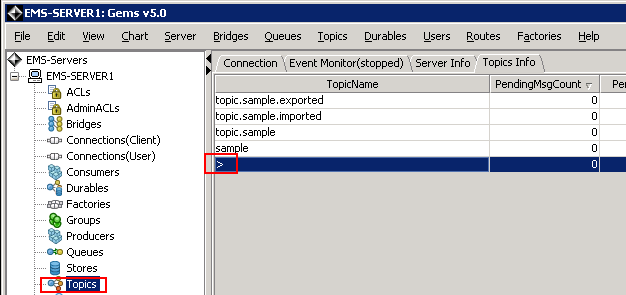 EMS-SERVER1: Gems v5.0
File Edit View Chart Server Bridges Queues Topics Durables Users Routes Factories Help
EMS-Servers
EMS-SERVER1
ACLs
AdminACLs
Bridges
Connections(Client)
Connections(User)
Consumers
Durables
Factories
Groups
Producers
Queues
Stores
Topics
Connection Event Monitor(stopped) Server Info Topics Info
TopicName PendingMsgCount Pe
topic.sample.exported 0
topic.sample.imported 0
topic.sample 0
sample 0
> 0